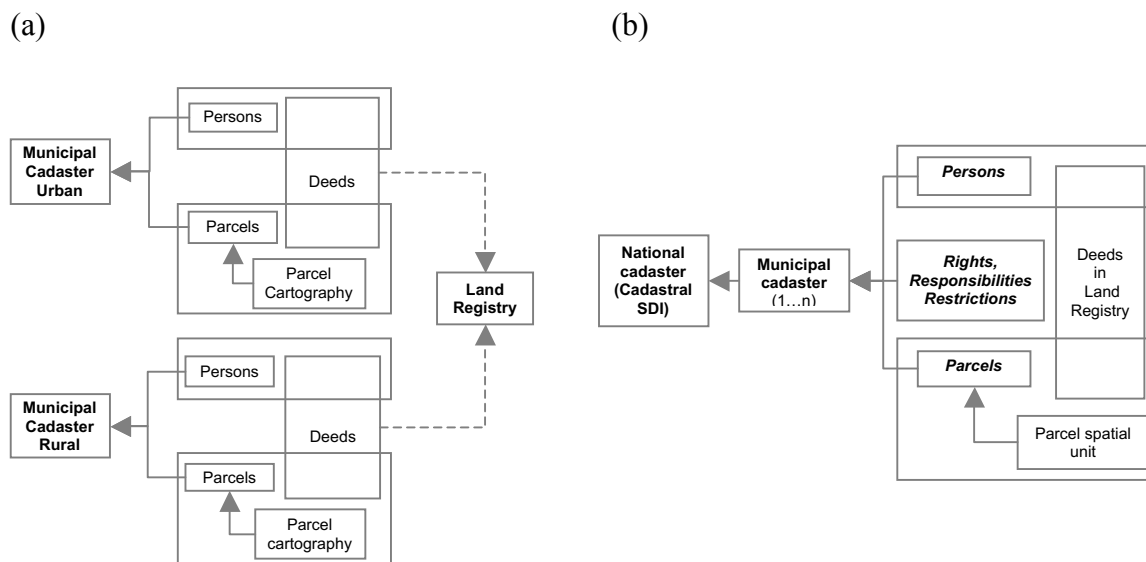 (a)
Persons
Municipal
Cadaster
Urban
Deeds
Parcels
Parcel
Cartography
Land
Registry
Persons
Municipal
Cadaster
Rural
Deeds
Parcels
Parcel
cartography
(b)
Persons
National
cadaster
(Cadastral
SDI)
Municipal
cadaster
(1…n)
Rights,
Responsibilities
Restrictions
Deeds
in
Land
Registry
Parcels
Parcel spatial
unit